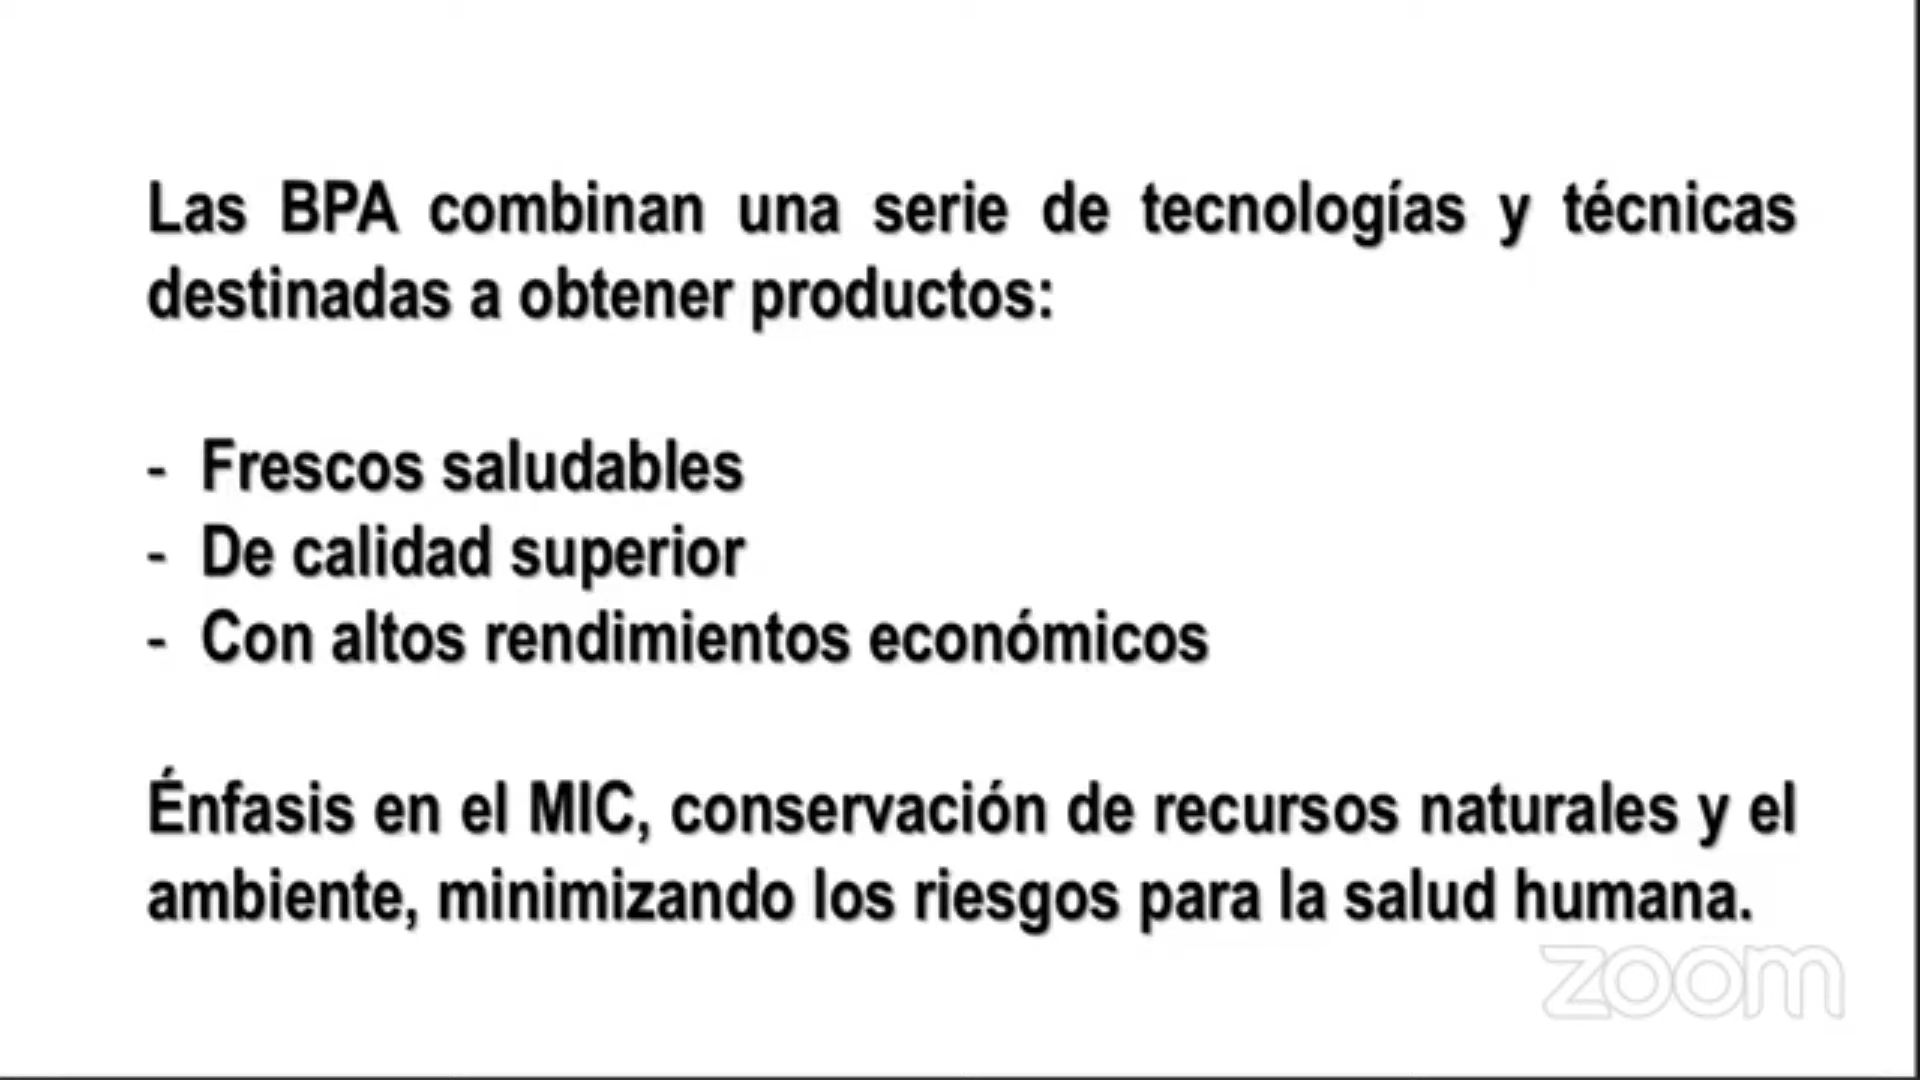 Las BPA combinan una serie de tecnologías y técnicas
destinadas a obtener productos:
- Frescos saludables
- De calidad superior
- Con altos rendimientos económicos
Énfasis en el MIC, conservación de recursos naturales y el
ambiente, minimizando los riesgos para la salud humana.
zoom